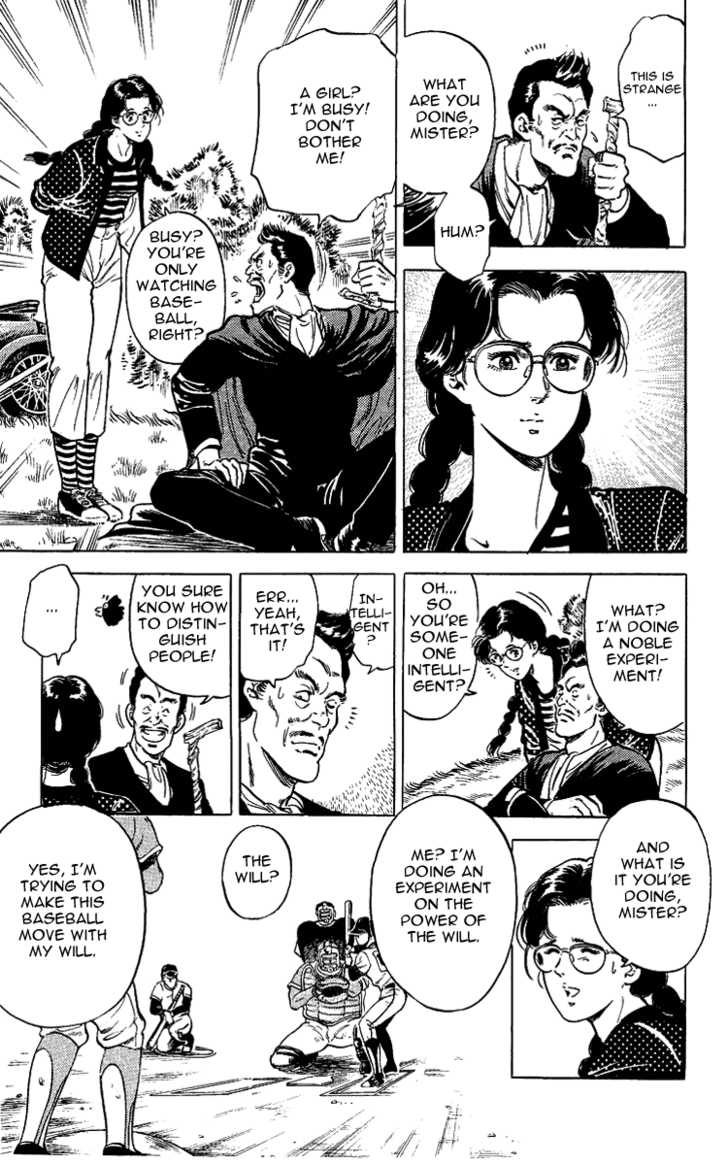 THIS IS
STRANGE
...
WHAT
ARE YOU
DOING,
MISTER?
HUM?
A GIRL?
I'M BUSY!
DON'T
BOTHER
ME!
BUSY?
YOU'RE
ONLY
WATCHING
BASE-
BALL,
RIGHT?
WHAT?
I'M DOING
A NOBLE
EXPERI-
MENT!
OH...
SO
YOU'RE
SOME-
ONE
INTELLI-
GENT?
IN-
TELLI-
GENT
?
ERR...
YEAH,
THAT'S
IT!
YOU SURE
KNOW HOW
TO DISTIN-
GUISH
PEOPLE!
...
AND
WHAT IS
IT YOU'RE
DOING,
MISTER?
ME? I'M
DOING AN
EXPERIMENT
ON THE
POWER OF
THE WILL.
THE
WILL?
YES, I'M
TRYING TO
MAKE THIS
BASEBALL
MOVE WITH
MY WILL.